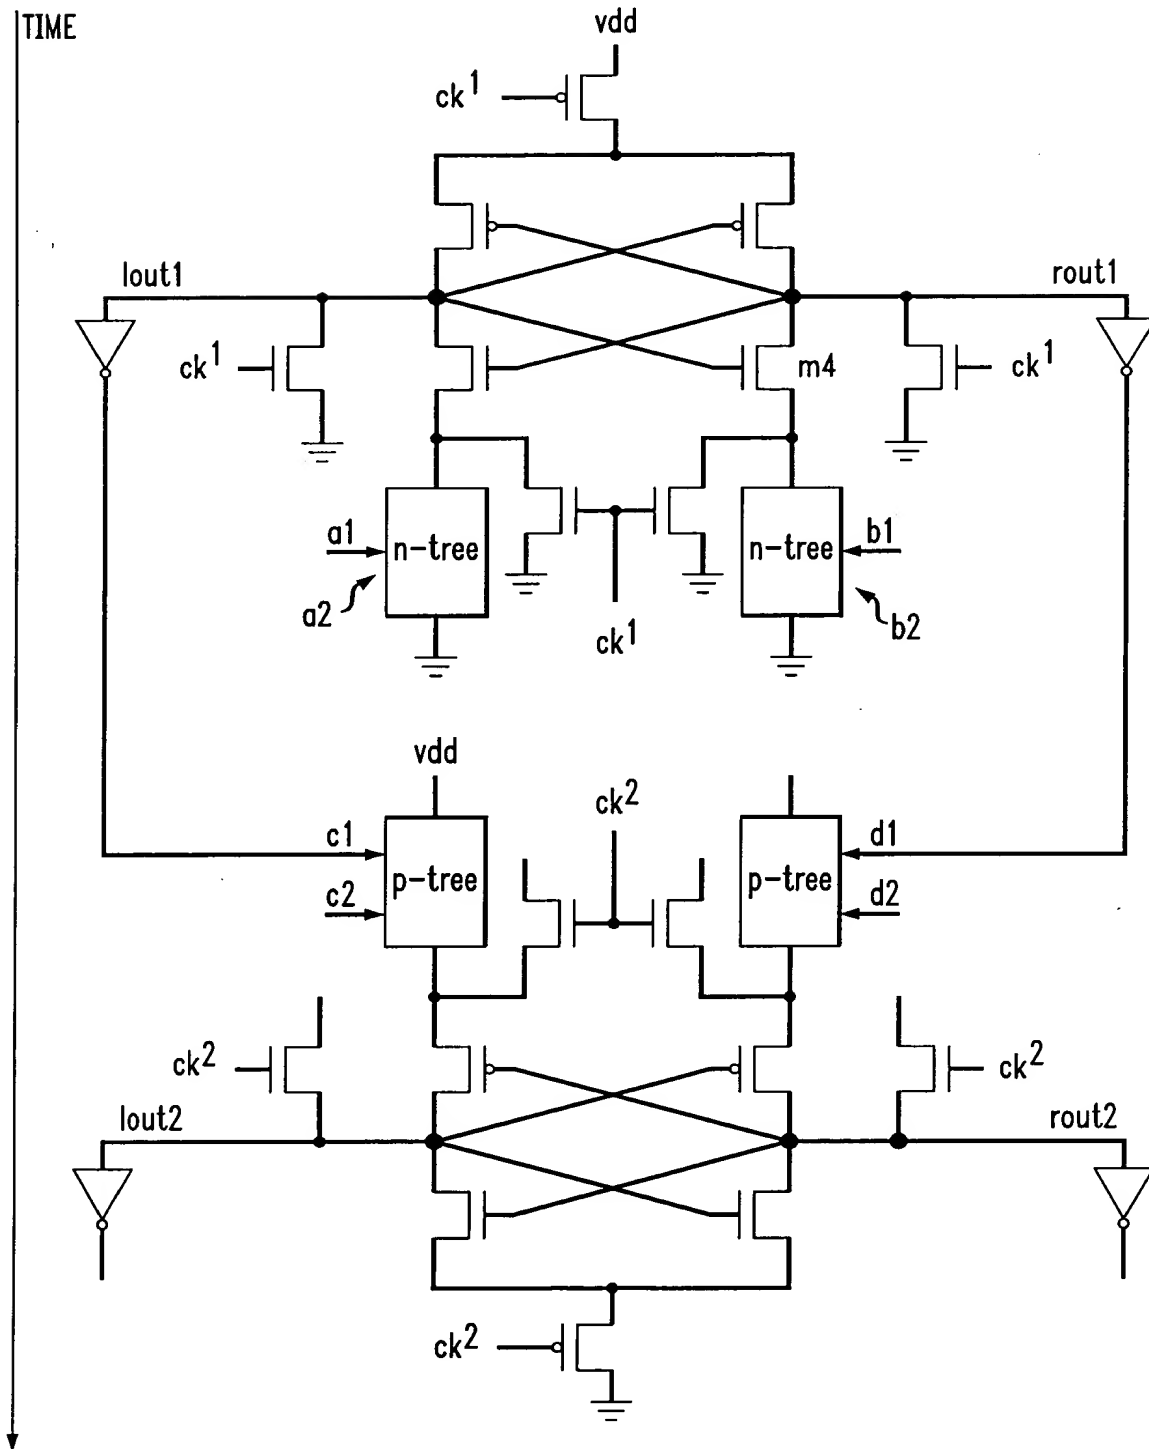 TIME
vdd
ck¹
lout1
rout1
ck¹
m4
ck¹
a1
n-tree
n-tree
b1
a2
b2
ck¹
vdd
ck²
c1
d1
p-tree
p-tree
c2
d2
ck²
ck²
lout2
rout2
ck²